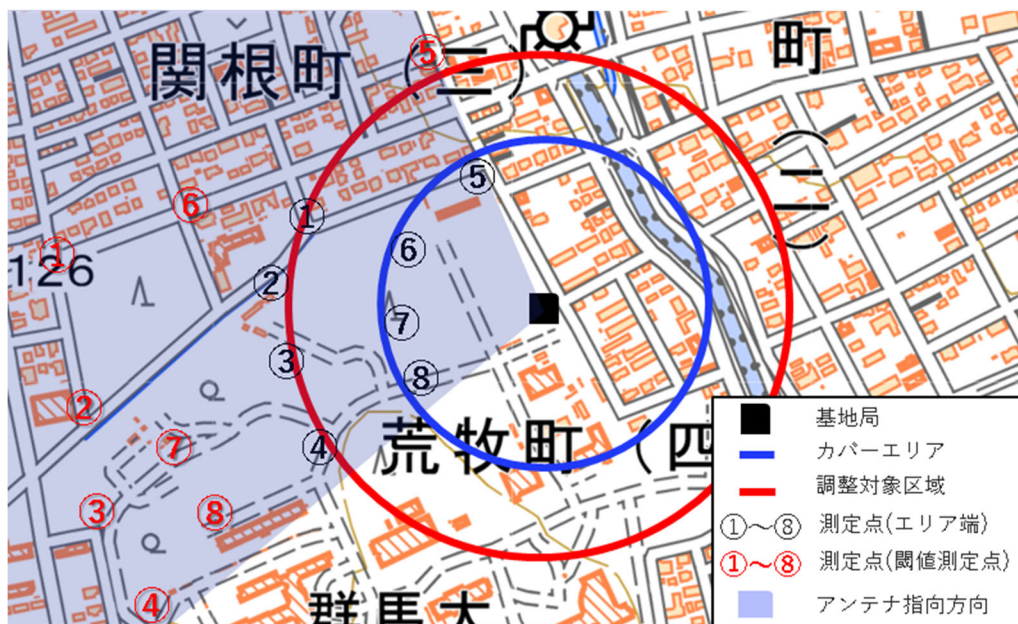 関根町（三）
町（二）
⑤
⑤
⑥
①
⑥
①
126
②
⑦
③
⑧
②
④
⑦
③
⑧
④
荒牧町（四
群馬大
基地局
カバーエリア
調整対象区域
①～⑧ 測定点(エリア端)
①～⑧ 測定点(閾値測定点)
アンテナ指向方向